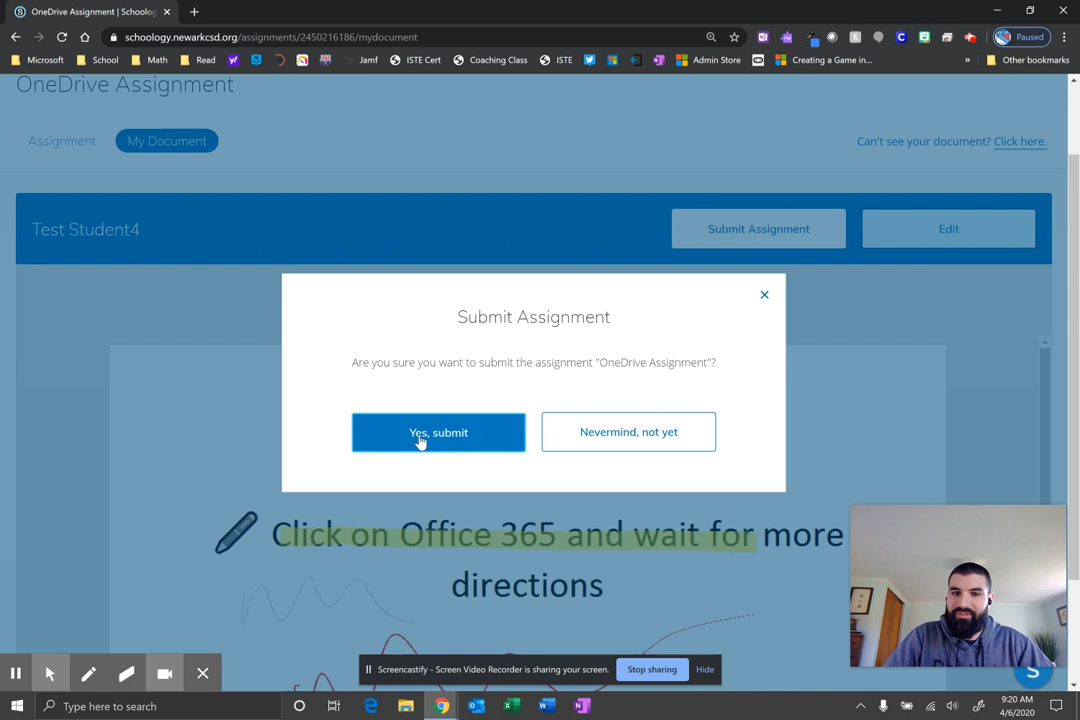 OneDrive Assignment | Schoolog
schoology.newarkcsd.org/assignments/2450216186/mydocument
Paused
Microsoft
School
Math
Read
Jamf
ISTE Cert
Coaching Class
ISTE
Admin Store
Creating a Game in...
»
Other bookmarks
OneDrive Assignment
Assignment
My Document
Can't see your document? Click here.
Test Student4
Submit Assignment
Edit
Submit Assignment
Are you sure you want to submit the assignment "OneDrive Assignment"?
Yes, submit
Nevermind, not yet
Click on Office 365 and wait for more
directions
Screencastify - Screen Video Recorder is sharing your screen.
Stop sharing
Hide
S
Type here to search
9:20 AM
4/6/2020